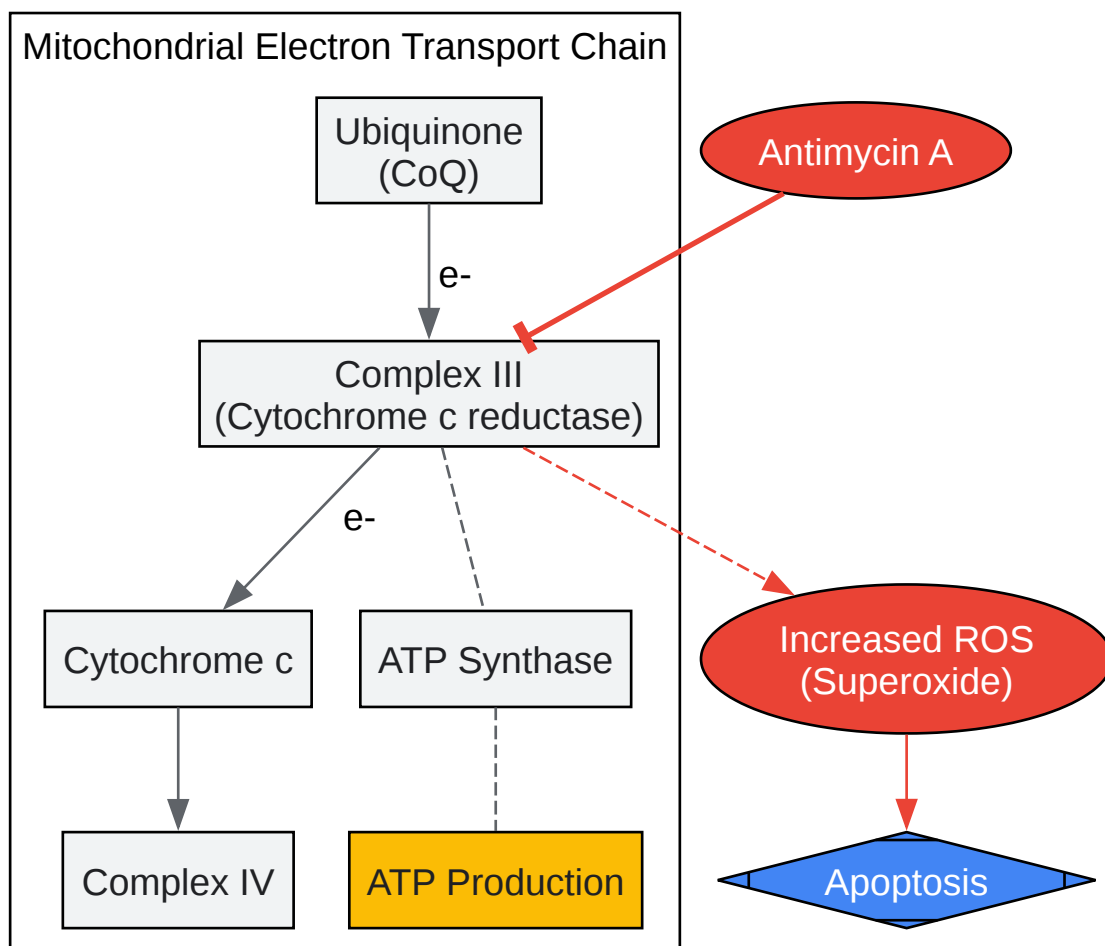 Mitochondrial Electron Transport Chain
Ubiquinone
(CoQ)
Antimycin A
e-
Complex III
(Cytochrome c reductase)
e-
Cytochrome c
ATP Synthase
Increased ROS
(Superoxide)
Complex IV
ATP Production
Apoptosis